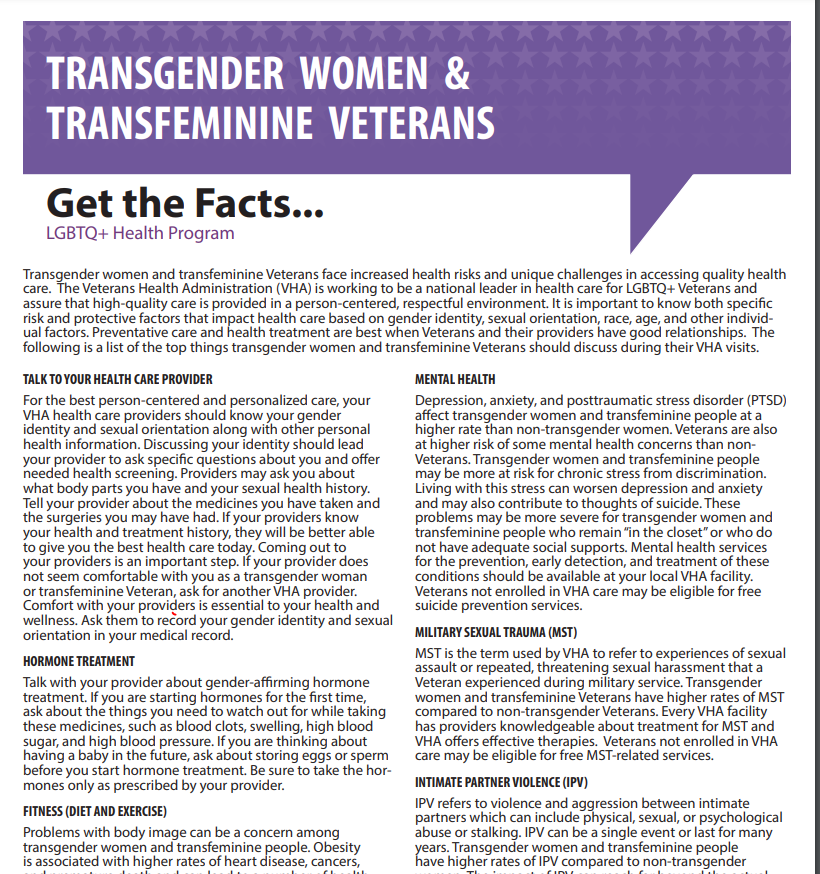 TRANSGENDER WOMEN &
TRANSFEMININE VETERANS
Get the Facts...
LGBTQ+ Health Program
Transgender women and transfeminine Veterans face increased health risks and unique challenges in accessing quality health
care.  The Veterans Health Administration (VHA) is working to be a national leader in health care for LGBTQ+ Veterans and
assure that high-quality care is provided in a person-centered, respectful environment. It is important to know both specific
risk and protective factors that impact health care based on gender identity, sexual orientation, race, age, and other individ-
ual factors. Preventative care and health treatment are best when Veterans and their providers have good relationships.  The
following is a list of the top things transgender women and transfeminine Veterans should discuss during their VHA visits.
TALK TO YOUR HEALTH CARE PROVIDER
For the best person-centered and personalized care, your
VHA health care providers should know your gender
identity and sexual orientation along with other personal
health information. Discussing your identity should lead
your provider to ask specific questions about you and offer
needed health screening. Providers may ask you about
what body parts you have and your sexual health history.
Tell your provider about the medicines you have taken and
the surgeries you may have had. If your providers know
your health and treatment history, they will be better able
to give you the best health care today. Coming out to
your providers is an important step. If your provider does
not seem comfortable with you as a transgender woman
or transfeminine Veteran, ask for another VHA provider.
Comfort with your providers is essential to your health and
wellness. Ask them to record your gender identity and sexual
orientation in your medical record.
HORMONE TREATMENT
Talk with your provider about gender-affirming hormone
treatment. If you are starting hormones for the first time,
ask about the things you need to watch out for while taking
these medicines, such as blood clots, swelling, high blood
sugar, and high blood pressure. If you are thinking about
having a baby in the future, ask about storing eggs or sperm
before you start hormone treatment. Be sure to take the hor-
mones only as prescribed by your provider.
FITNESS (DIET AND EXERCISE)
Problems with body image can be a concern among
transgender women and transfeminine people. Obesity
is associated with higher rates of heart disease, cancers,
MENTAL HEALTH
Depression, anxiety, and posttraumatic stress disorder (PTSD)
affect transgender women and transfeminine people at a
higher rate than non-transgender women. Veterans are also
at higher risk of some mental health concerns than non-
Veterans. Transgender women and transfeminine people
may be more at risk for chronic stress from discrimination.
Living with this stress can worsen depression and anxiety
and may also contribute to thoughts of suicide. These
problems may be more severe for transgender women and
transfeminine people who remain “in the closet” or who do
not have adequate social supports. Mental health services
for the prevention, early detection, and treatment of these
conditions should be available at your local VHA facility.
Veterans not enrolled in VHA care may be eligible for free
suicide prevention services.
MILITARY SEXUAL TRAUMA (MST)
MST is the term used by VHA to refer to experiences of sexual
assault or repeated, threatening sexual harassment that a
Veteran experienced during military service. Transgender
women and transfeminine Veterans have higher rates of MST
compared to non-transgender Veterans. Every VHA facility
has providers knowledgeable about treatment for MST and
VHA offers effective therapies.  Veterans not enrolled in VHA
care may be eligible for free MST-related services.
INTIMATE PARTNER VIOLENCE (IPV)
IPV refers to violence and aggression between intimate
partners which can include physical, sexual, or psychological
abuse or stalking. IPV can be a single event or last for many
years. Transgender women and transfeminine people
have higher rates of IPV compared to non-transgender